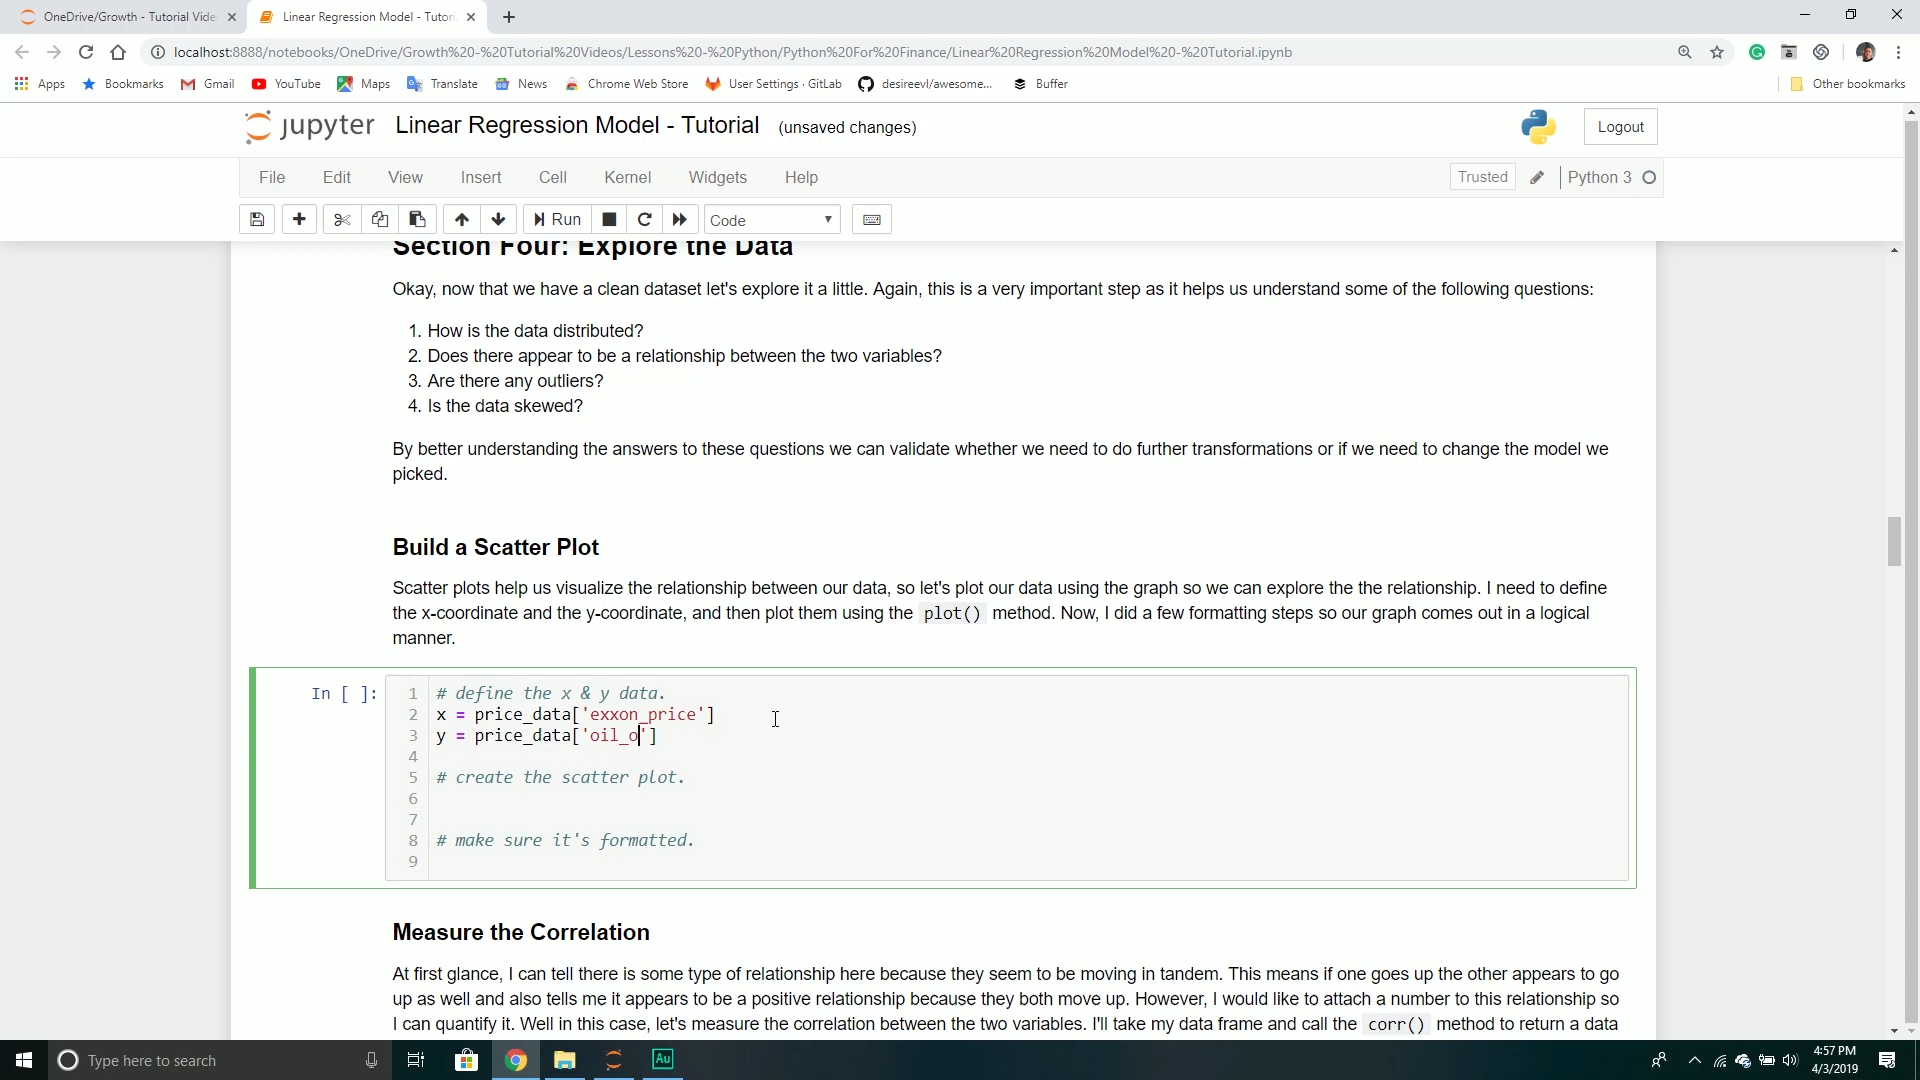 OneDrive/Growth - Tutorial Vide
Linear Regression Model - Tutori
localhost:8888/notebooks/OneDrive/Growth%20-%20Tutorial%20Videos/Lessons%20-%20Python/Python%20For%20Finance/Linear%20Regression%20Model%20-%20Tutorial.ipynb
Apps Bookmarks Gmail YouTube Maps Translate News Chrome Web Store User Settings · GitLab desireevl/awesome... Buffer Other bookmarks
jupyter Linear Regression Model - Tutorial (unsaved changes) Logout
File Edit View Insert Cell Kernel Widgets Help Trusted Python 3
Run Code
Section Four: Explore the Data
Okay, now that we have a clean dataset let's explore it a little. Again, this is a very important step as it helps us understand some of the following questions:
1. How is the data distributed?
2. Does there appear to be a relationship between the two variables?
3. Are there any outliers?
4. Is the data skewed?
By better understanding the answers to these questions we can validate whether we need to do further transformations or if we need to change the model we
picked.
Build a Scatter Plot
Scatter plots help us visualize the relationship between our data, so let's plot our data using the graph so we can explore the the relationship. I need to define
the x-coordinate and the y-coordinate, and then plot them using the plot() method. Now, I did a few formatting steps so our graph comes out in a logical
manner.
In [ ]: 1 # define the x & y data.
2 x = price_data['exxon_price']
3 y = price_data['oil_o']
4
5 # create the scatter plot.
6
7
8 # make sure it's formatted.
9
Measure the Correlation
At first glance, I can tell there is some type of relationship here because they seem to be moving in tandem. This means if one goes up the other appears to go
up as well and also tells me it appears to be a positive relationship because they both move up. However, I would like to attach a number to this relationship so
I can quantify it. Well in this case, let's measure the correlation between the two variables. I'll take my data frame and call the corr() method to return a data
Type here to search
Au
4:57 PM
4/3/2019